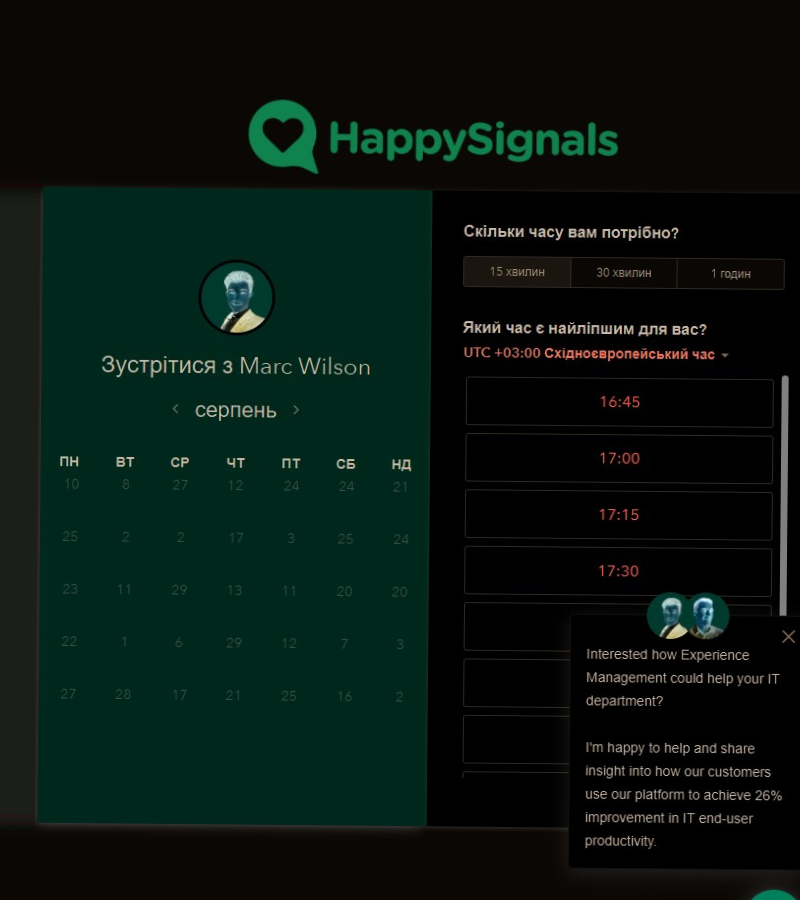 HappySignals
Зустрітися з Marc Wilson
серпень
ПН ВТ СР ЧТ ПТ СБ НД
10 8 27 12 24 24 21
25 2 2 17 3 25 24
23 11 29 13 11 20 20
22 1 6 29 12 7 3
27 28 17 21 25 16 2
Скільки часу вам потрібно?
15 хвилин 30 хвилин 1 годин
Який час є найліпшим для вас?
UTC +03:00 Східноєвропейський час
16:45
17:00
17:15
17:30
Interested how Experience
Management could help your IT
department?
I'm happy to help and share
insight into how our customers
use our platform to achieve 26%
improvement in IT end-user
productivity.